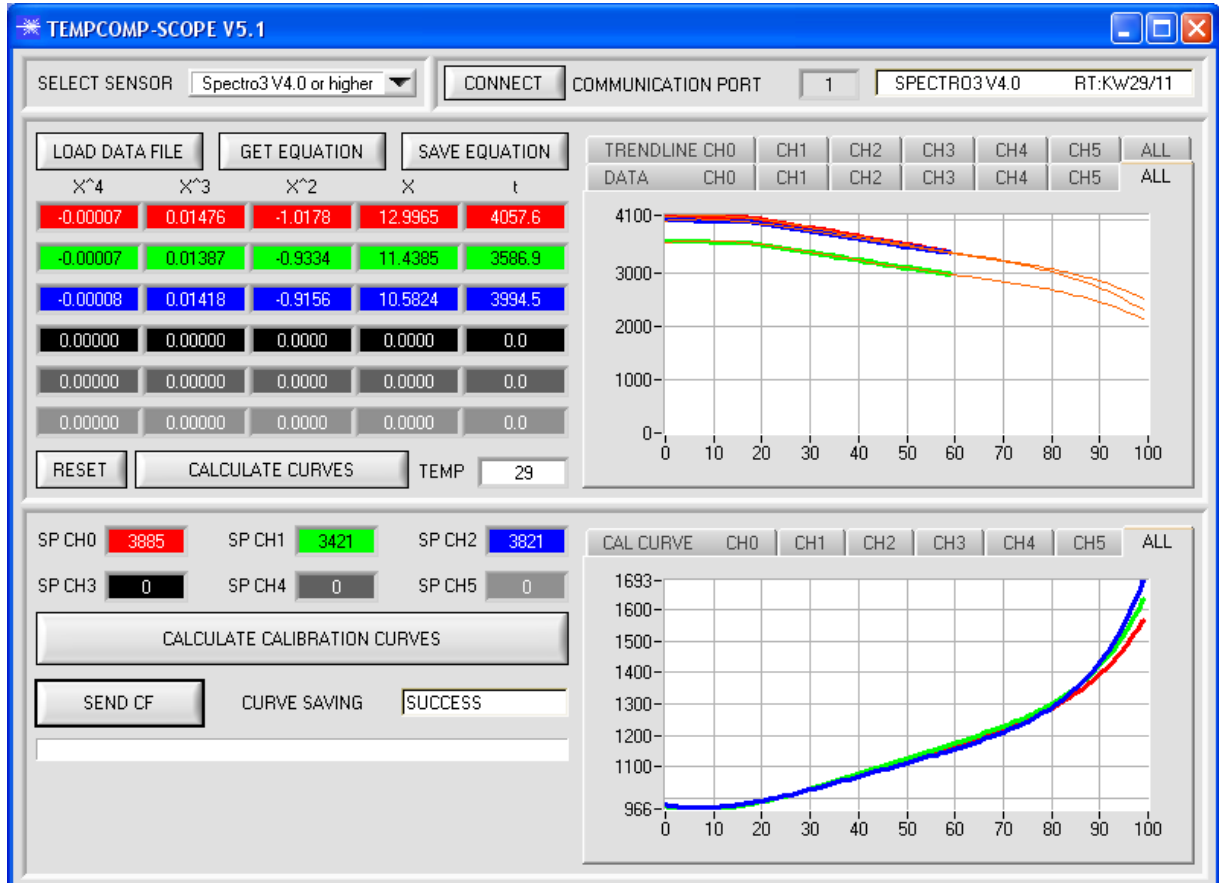 TEMPCOMP-SCOPE V5.1
SELECT SENSOR Spectro3 V4.0 or higher CONNECT COMMUNICATION PORT 1 SPECTRO3 V4.0 RT:KW29/11
LOAD DATA FILE GET EQUATION SAVE EQUATION
X^4 X^3 X^2 X t
-0.00007 0.01476 -1.0178 12.9965 4057.6
-0.00007 0.01387 -0.9334 11.4385 3586.9
-0.00008 0.01418 -0.9156 10.5824 3994.5
0.00000 0.00000 0.0000 0.0000 0.0
0.00000 0.00000 0.0000 0.0000 0.0
0.00000 0.00000 0.0000 0.0000 0.0
RESET CALCULATE CURVES TEMP 29
TRENDLINE CH0 CH1 CH2 CH3 CH4 CH5 ALL
DATA CH0 CH1 CH2 CH3 CH4 CH5 ALL
4100
3000
2000
1000
0
0 10 20 30 40 50 60 70 80 90 100
SP CH0 3885 SP CH1 3421 SP CH2 3821
SP CH3 0 SP CH4 0 SP CH5 0
CALCULATE CALIBRATION CURVES
SEND CF CURVE SAVING SUCCESS
CAL CURVE CH0 CH1 CH2 CH3 CH4 CH5 ALL
1693
1600
1500
1400
1300
1200
1100
966
0 10 20 30 40 50 60 70 80 90 100